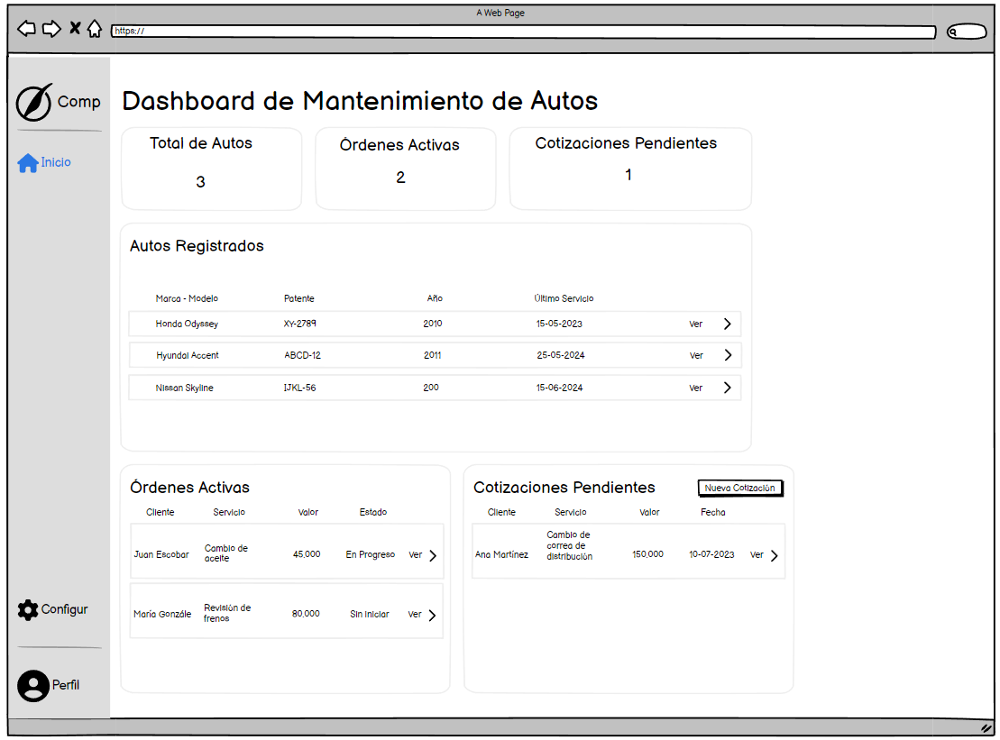 A Web Page
https://
Comp
Inicio
Configur
Perfil
Dashboard de Mantenimiento de Autos
Total de Autos
3
Órdenes Activas
2
Cotizaciones Pendientes
1
Autos Registrados
Marca - Modelo Patente Año Último Servicio
Honda Odyssey XY-2789 2010 15-05-2023 Ver
Hyundai Accent ABCD-12 2011 25-05-2024 Ver
Nissan Skyline IJKL-56 200 15-06-2024 Ver
Órdenes Activas
Cliente Servicio Valor Estado
Juan Escobar Cambio de aceite 45,000 En Progreso Ver
María Gonzále Revisión de frenos 80,000 Sin Iniciar Ver
Cotizaciones Pendientes
Nueva Cotización
Cliente Servicio Valor Fecha
Ana Martínez Cambio de correa de distribución 150,000 10-07-2023 Ver